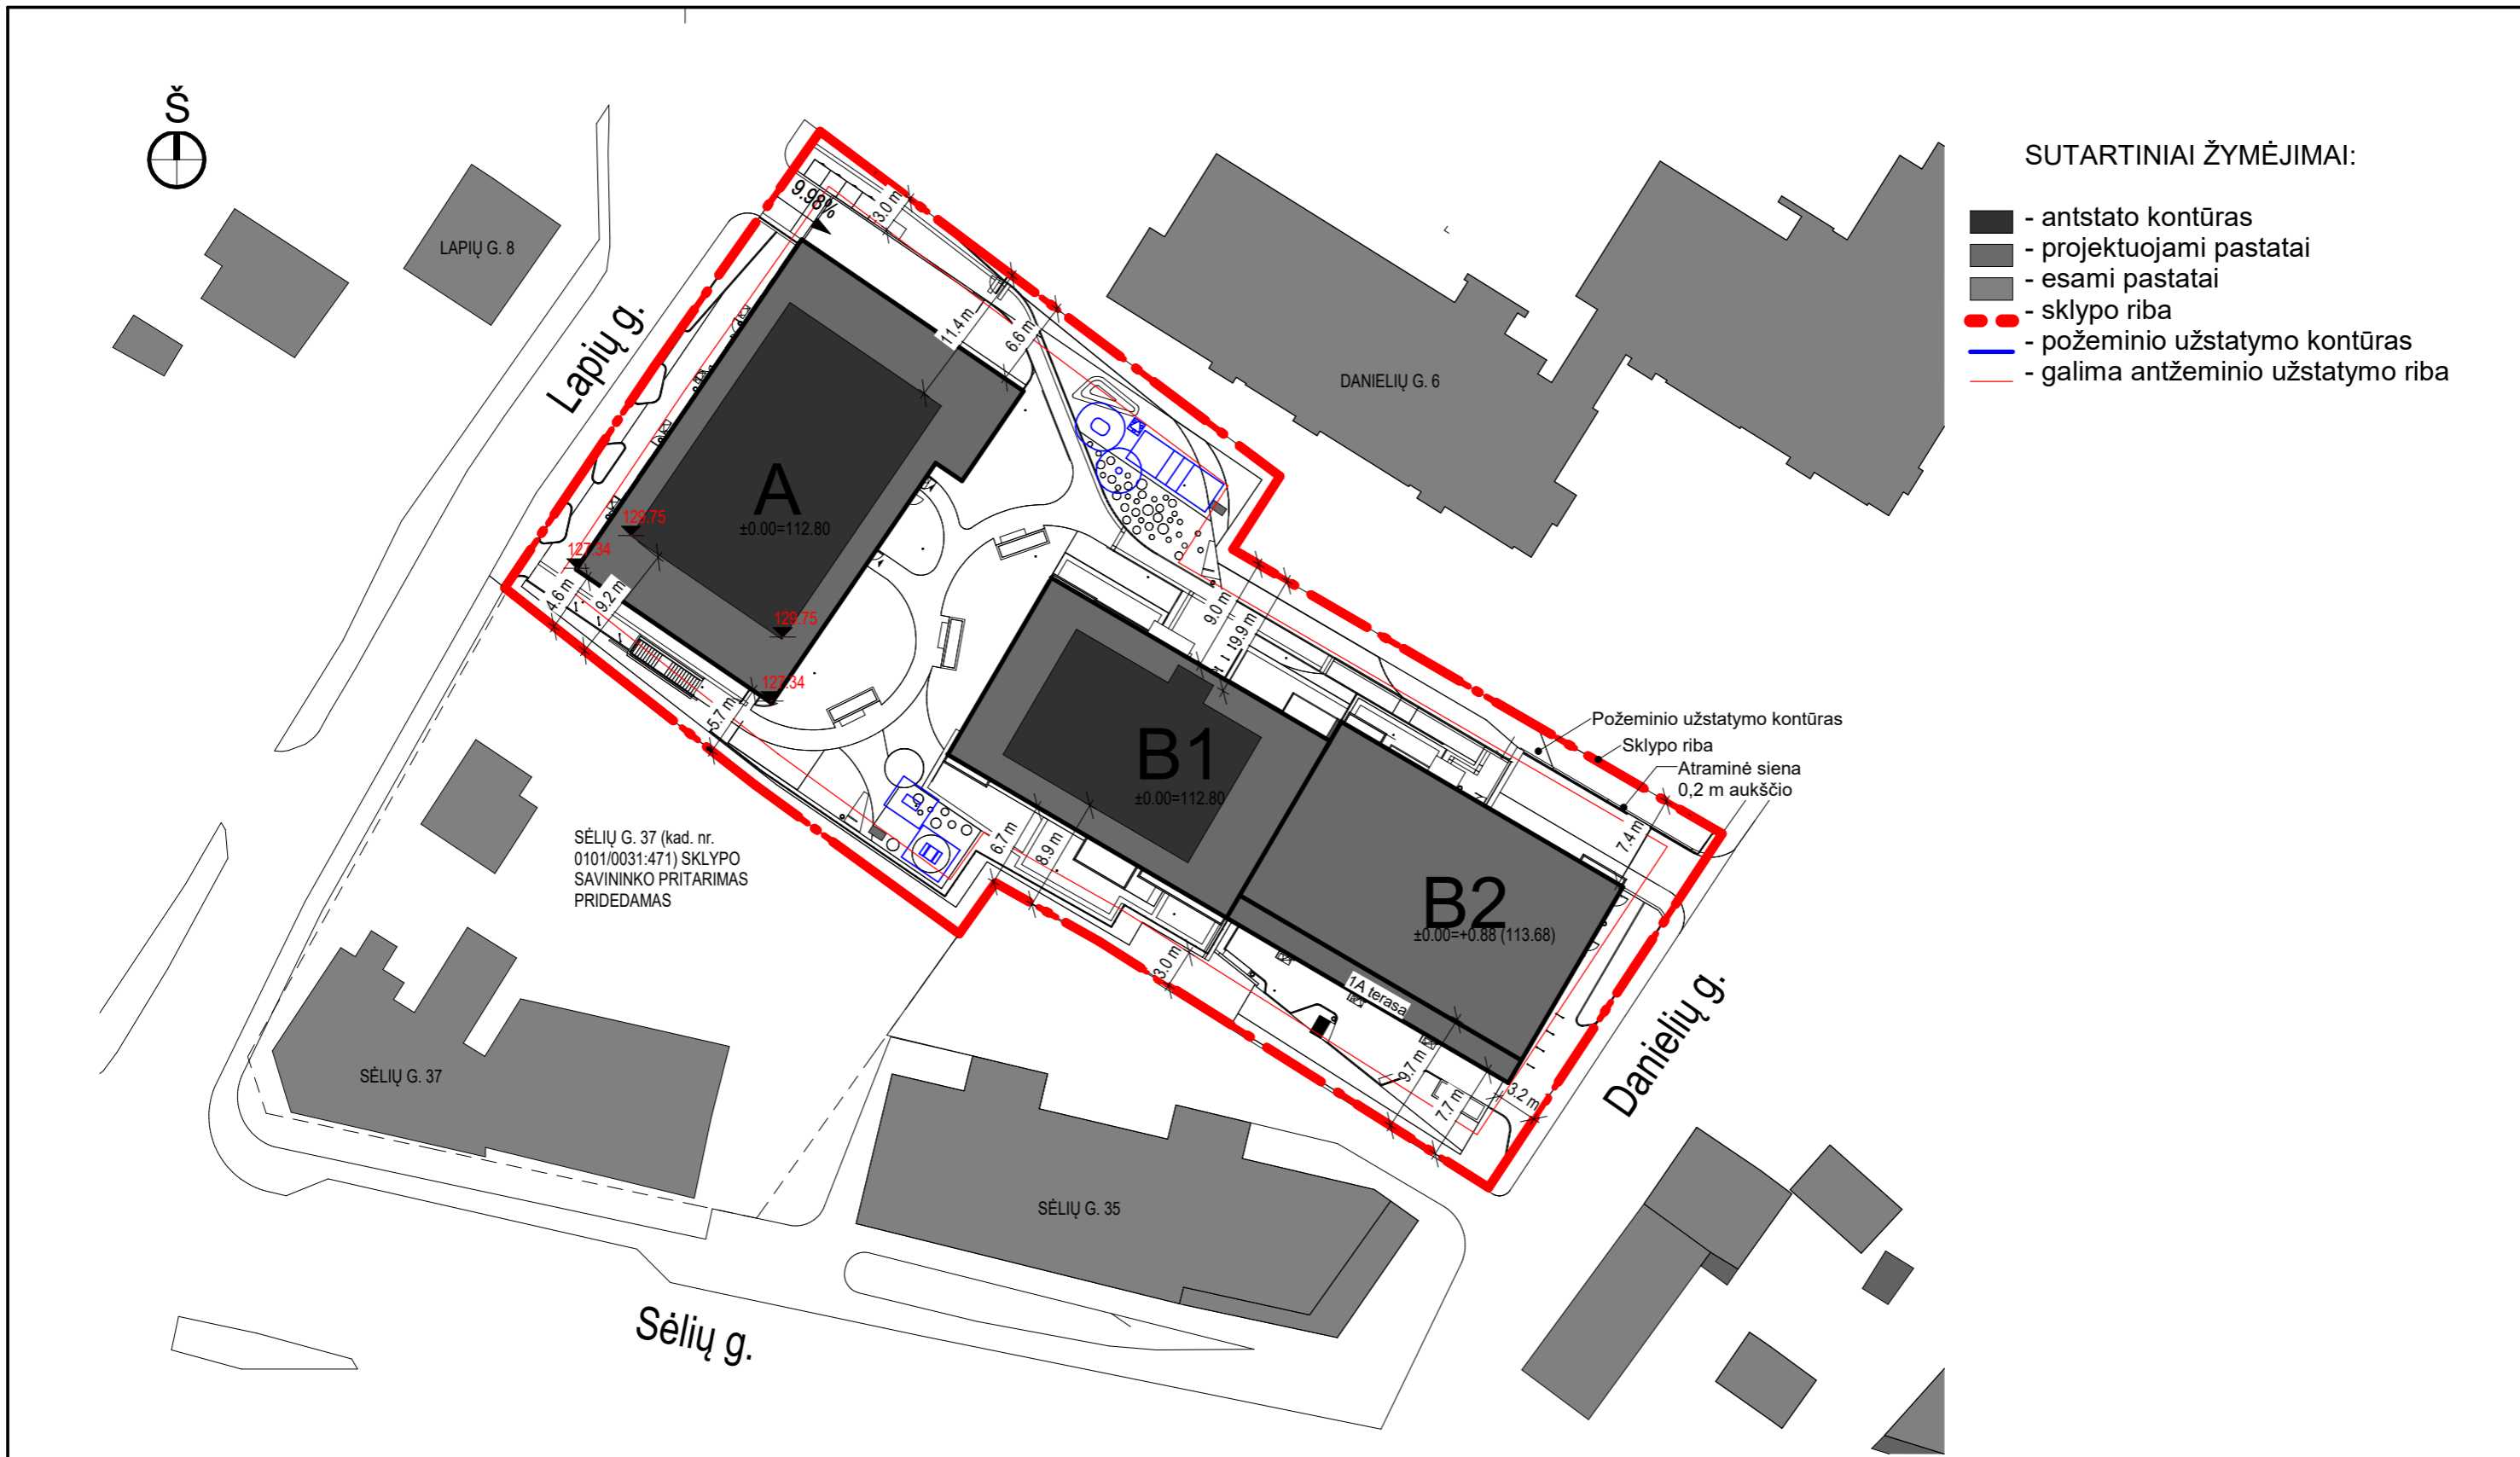 Š
SUTARTINIAI ŽYMĖJIMAI:
- antstato kontūras
- projektuojami pastatai
- esami pastatai
- sklypo riba
- požeminio užstatymo kontūras
- galima antžeminio užstatymo riba
LAPIŲ G. 8
Lapių g.
9.98%
3.0 m
11.4 m
6.6 m
DANIELIŲ G. 6
A
±0.00=112.80
129.75
127.34
4.6 m
9.2 m
129.75
127.34
5.7 m
9.0 m
9.9 m
B1
±0.00=112.80
Požeminio užstatymo kontūras
Sklypo riba
Atraminė siena
0,2 m aukščio
7.4 m
6.7 m
8.9 m
SĖLIŲ G. 37 (kad. nr.
0101/0031:471) SKLYPO
SAVININKO PRITARIMAS
PRIDEDAMAS
B2
±0.00=+0.88 (113.68)
3.0 m
1A terasa
9.7 m
7.7 m
3.2 m
Danielių g.
SĖLIŲ G. 37
SĖLIŲ G. 35
Sėlių g.